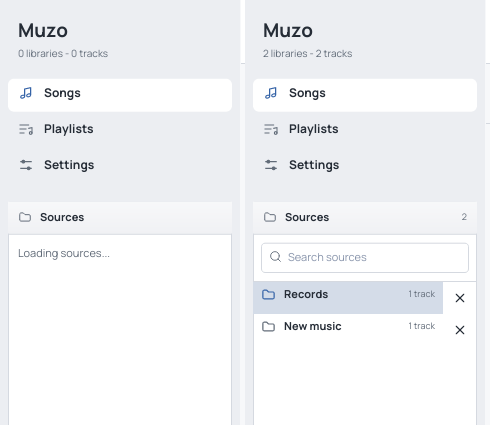 Muzo
0 libraries - 0 tracks
Songs
Playlists
Settings
Sources
Loading sources...
Muzo
2 libraries - 2 tracks
Songs
Playlists
Settings
Sources 2
Search sources
Records 1 track
New music 1 track